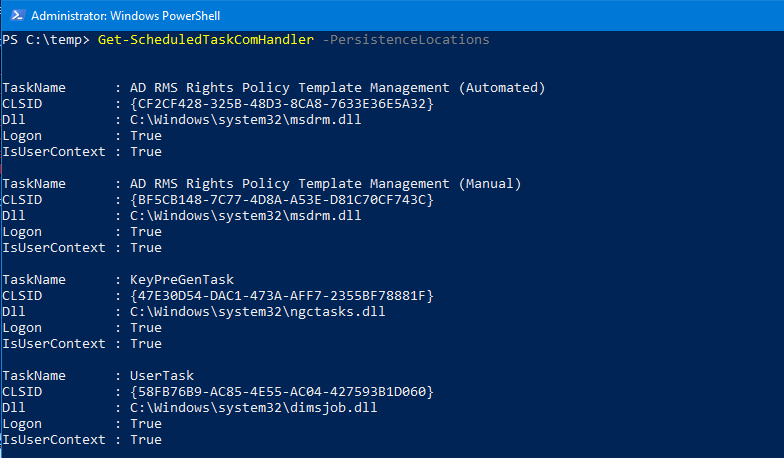 Administrator: Windows PowerShell
PS C:\temp> Get-ScheduledTaskComHandler -PersistenceLocations
TaskName      : AD RMS Rights Policy Template Management (Automated)
CLSID         : {CF2CF428-325B-48D3-8CA8-7633E36E5A32}
Dll           : C:\Windows\system32\msdrm.dll
Logon         : True
IsUserContext : True
TaskName      : AD RMS Rights Policy Template Management (Manual)
CLSID         : {BF5CB148-7C77-4D8A-A53E-D81C70CF743C}
Dll           : C:\Windows\system32\msdrm.dll
Logon         : True
IsUserContext : True
TaskName      : KeyPreGenTask
CLSID         : {47E30D54-DAC1-473A-AFF7-2355BF78881F}
Dll           : C:\Windows\system32\ngctasks.dll
Logon         : True
IsUserContext : True
TaskName      : UserTask
CLSID         : {58FB76B9-AC85-4E55-AC04-427593B1D060}
Dll           : C:\Windows\system32\dimsjob.dll
Logon         : True
IsUserContext : True